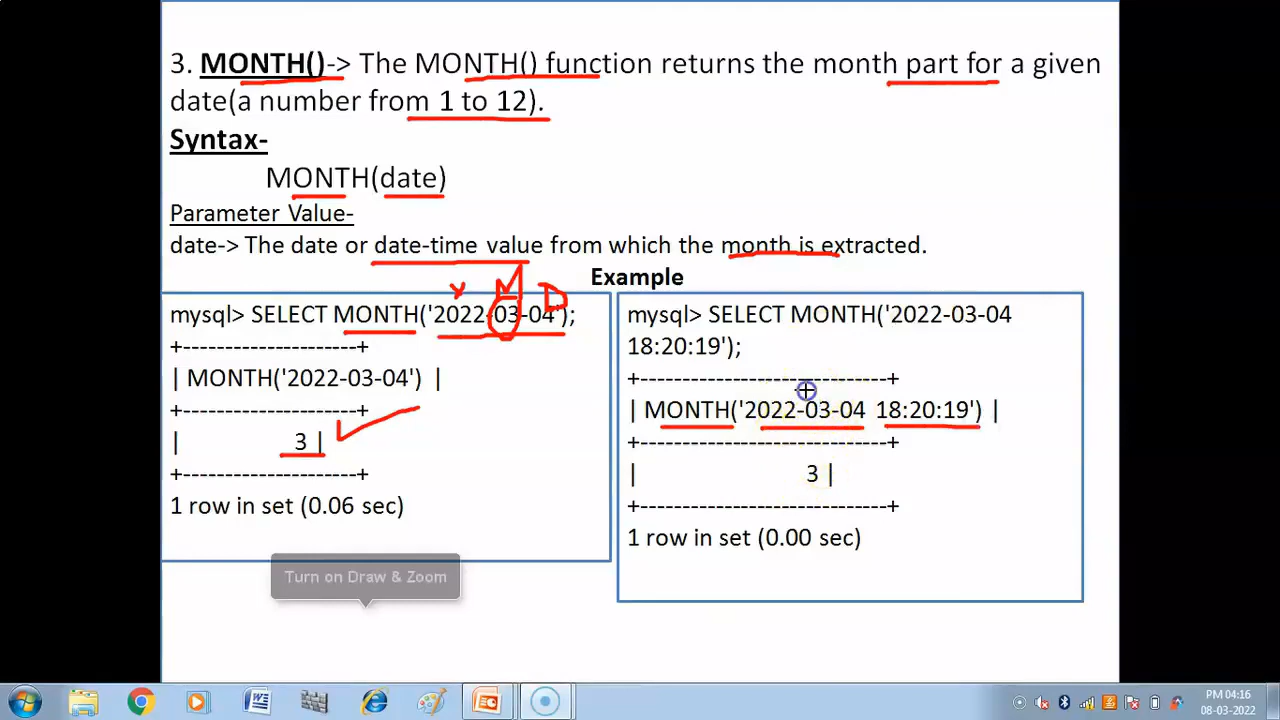 3. MONTH()-> The MONTH() function returns the month part for a given
date(a number from 1 to 12).
Syntax-
MONTH(date)
Parameter Value-
date-> The date or date-time value from which the month is extracted.
Example
Y M D
mysql> SELECT MONTH('2022-03-04');
+---------------------+
| MONTH('2022-03-04') |
+---------------------+
| 3 |
+---------------------+
1 row in set (0.06 sec)
mysql> SELECT MONTH('2022-03-04
18:20:19');
+-----------------------------+
| MONTH('2022-03-04 18:20:19') |
+-----------------------------+
| 3 |
+-----------------------------+
1 row in set (0.00 sec)
Turn on Draw & Zoom
PM 04:16
08-03-2022